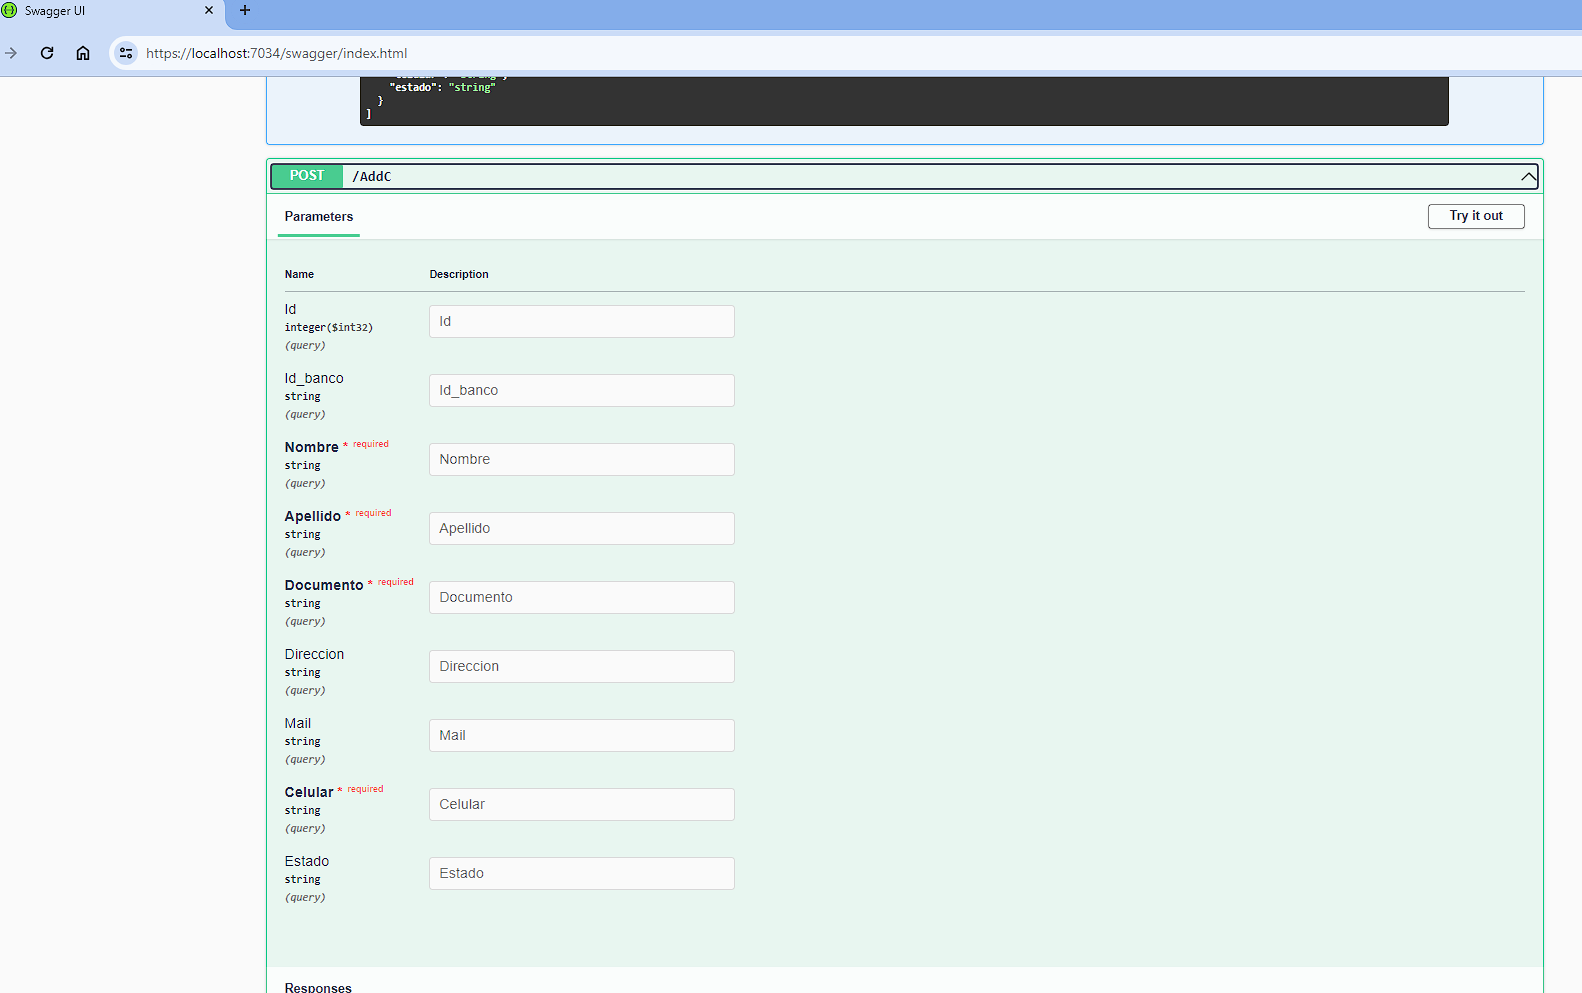 Swagger UI
https://localhost:7034/swagger/index.html
"estado": "string"
}
]
POST /AddC
Parameters
Try it out
Name Description
Id
integer($int32)
(query)
Id
Id_banco
string
(query)
Id_banco
Nombre * required
string
(query)
Nombre
Apellido * required
string
(query)
Apellido
Documento * required
string
(query)
Documento
Direccion
string
(query)
Direccion
Mail
string
(query)
Mail
Celular * required
string
(query)
Celular
Estado
string
(query)
Estado
Responses